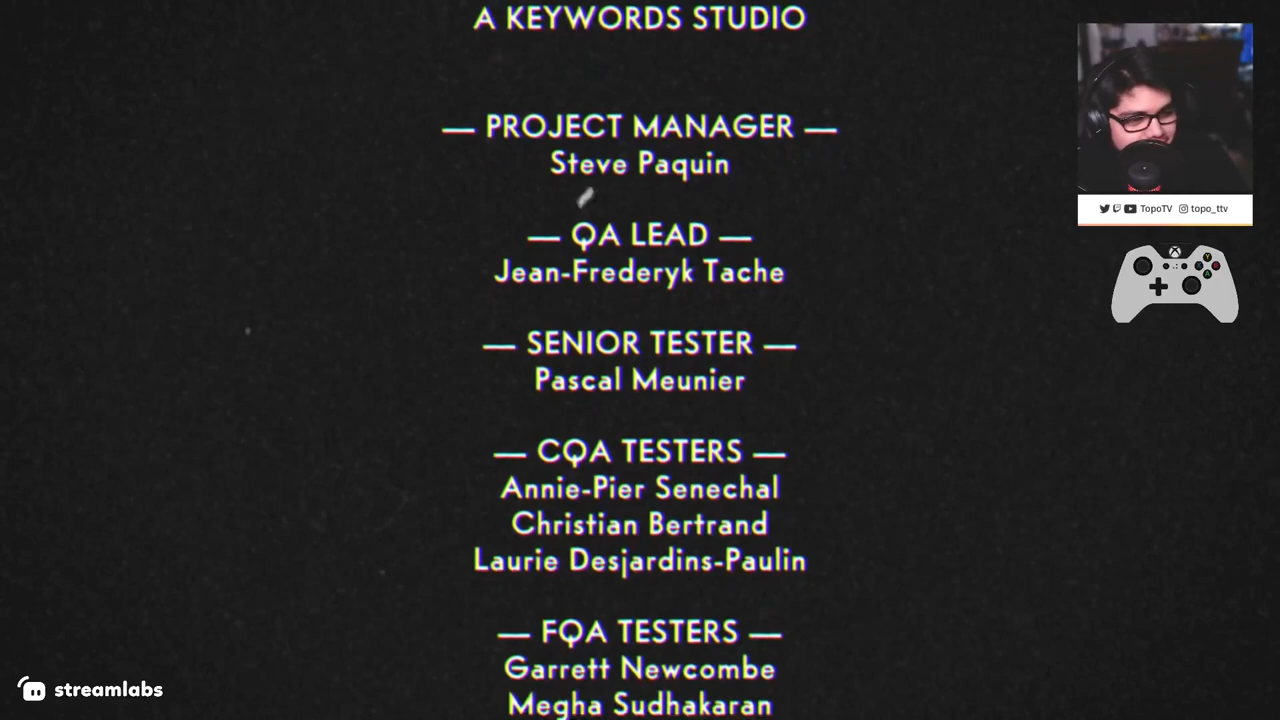 A KEYWORDS STUDIO
— PROJECT MANAGER —
Steve Paquin
— QA LEAD —
Jean-Frederyk Tache
— SENIOR TESTER —
Pascal Meunier
— CQA TESTERS —
Annie-Pier Senechal
Christian Bertrand
Laurie Desjardins-Paulin
— FQA TESTERS —
Garrett Newcombe
Megha Sudhakaran
TopoTV topo_ttv
Y
streamlabs